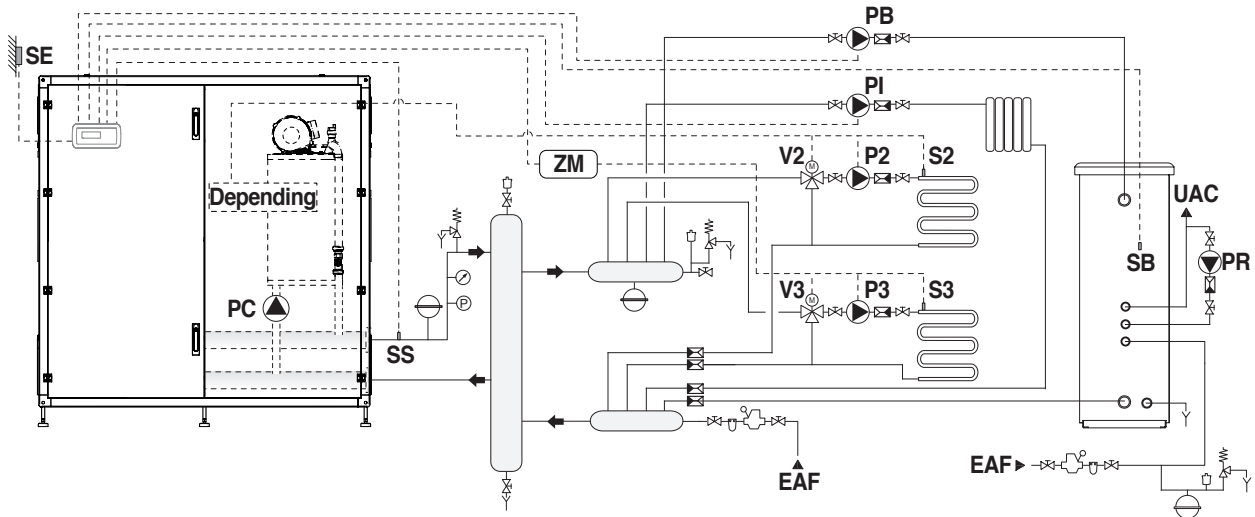 PB
SE
PI
V2
M
P2
S2
ZM
Depending
UAC
SB
PR
V3
M
P3
S3
PC
P
SS
EAF
EAF